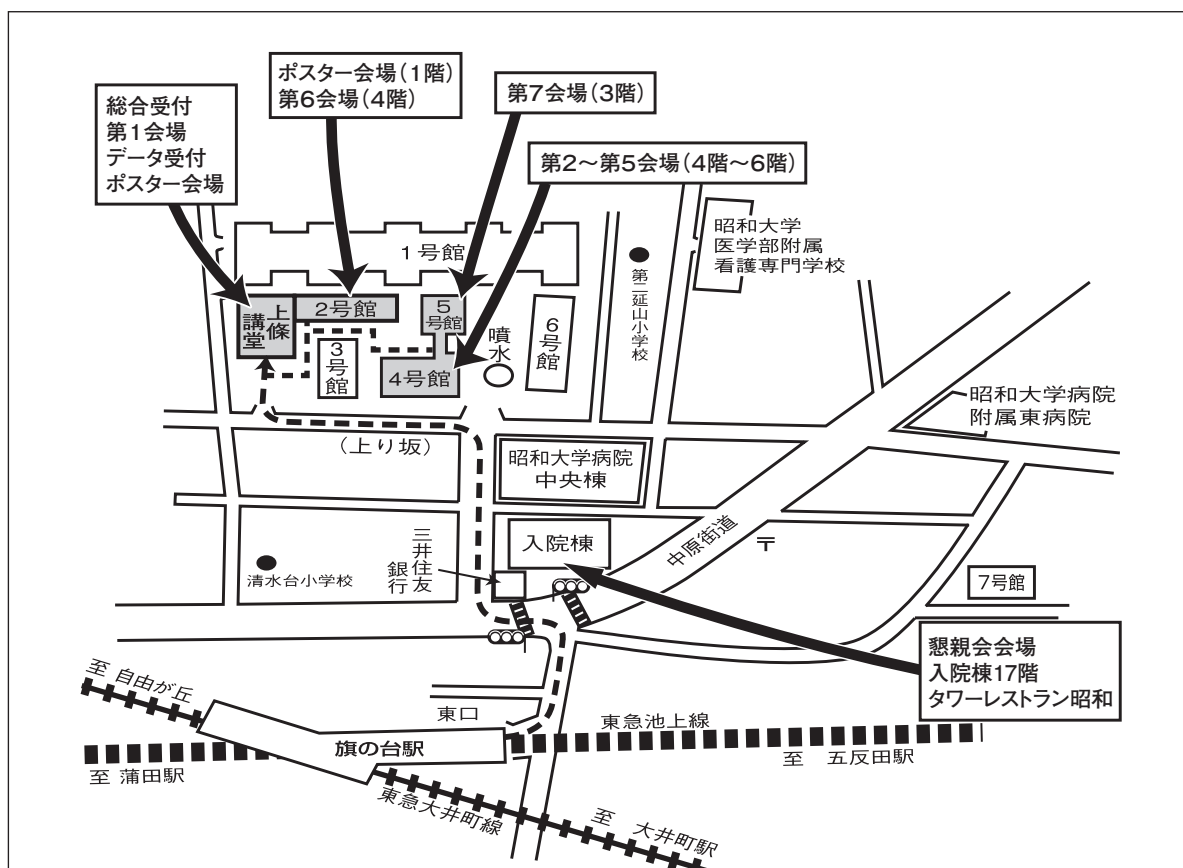 ポスター会場(1階)
第6会場(4階)
総合受付
第1会場
データ受付
ポスター会場
第7会場(3階)
第2〜第5会場(4階〜6階)
昭和大学
医学部附属
看護専門学校
1号館
第二延山小学校
上條
講堂
2号館
5
号館
3号館
4号館
噴水
6号館
昭和大学病院
附属東病院
(上り坂)
昭和大学病院
中央棟
三井住友
銀行
入院棟
中原街道
〒
清水台小学校
7号館
懇親会会場
入院棟17階
タワーレストラン昭和
至 自由が丘
東口
東急池上線
旗の台駅
至 蒲田駅
至 五反田駅
東急大井町線
至 大井町駅